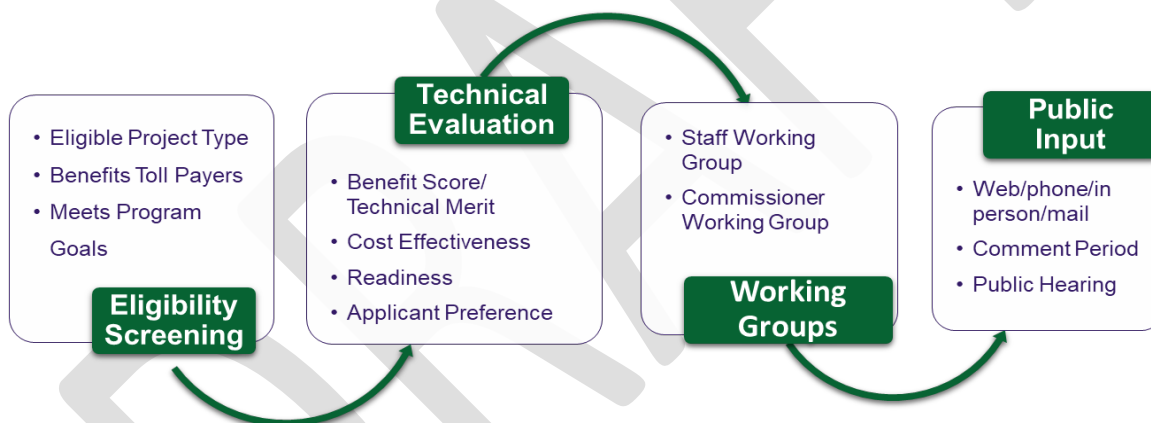 • Eligible Project Type
• Benefits Toll Payers
• Meets Program
Goals
Eligibility
Screening
Technical
Evaluation
• Benefit Score/
Technical Merit
• Cost Effectiveness
• Readiness
• Applicant Preference
• Staff Working
Group
• Commissioner
Working Group
Working
Groups
Public
Input
• Web/phone/in
person/mail
• Comment Period
• Public Hearing
DRAFT